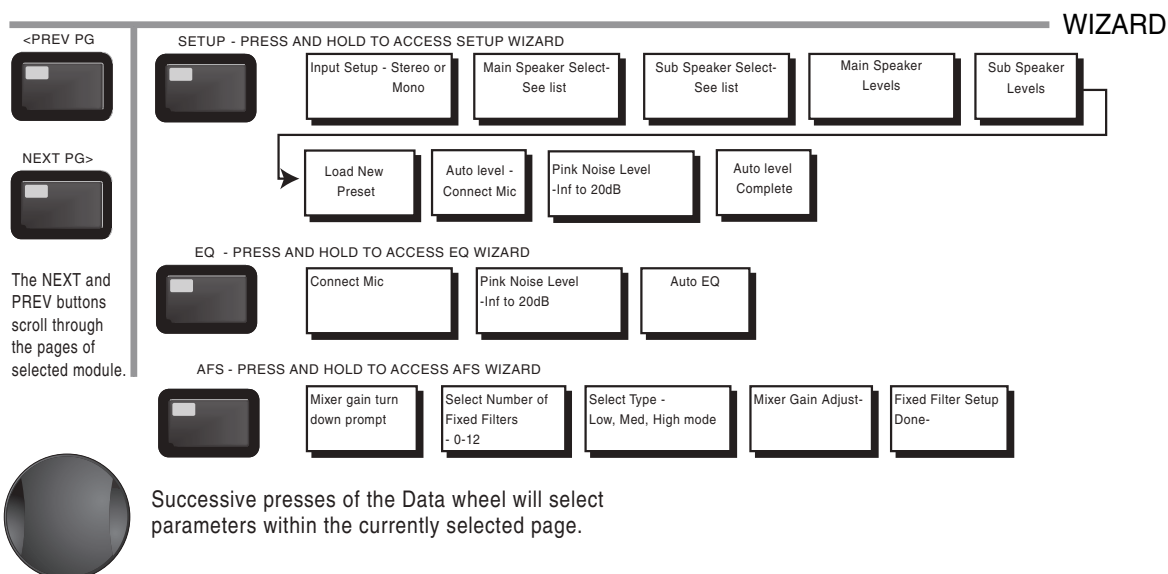 WIZARD
<PREV PG
NEXT PG>
The NEXT and
PREV buttons
scroll through
the pages of
selected module.
SETUP - PRESS AND HOLD TO ACCESS SETUP WIZARD
Input Setup - Stereo or
Mono
Main Speaker Select-
See list
Sub Speaker Select-
See list
Main Speaker
Levels
Sub Speaker
Levels
Load New
Preset
Auto level -
Connect Mic
Pink Noise Level
-Inf to 20dB
Auto level
Complete
EQ - PRESS AND HOLD TO ACCESS EQ WIZARD
Connect Mic
Pink Noise Level
-Inf to 20dB
Auto EQ
AFS - PRESS AND HOLD TO ACCESS AFS WIZARD
Mixer gain turn
down prompt
Select Number of
Fixed Filters
- 0-12
Select Type -
Low, Med, High mode
Mixer Gain Adjust-
Fixed Filter Setup
Done-
Successive presses of the Data wheel will select
parameters within the currently selected page.